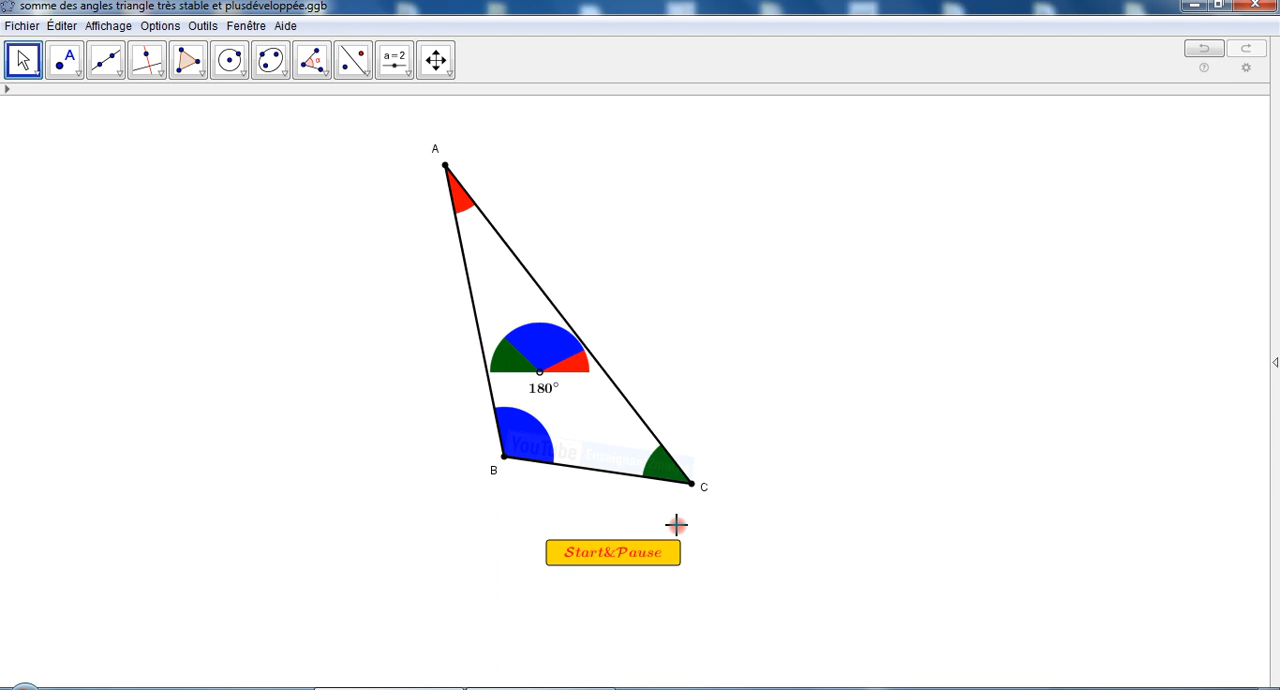 somme des angles triangle très stable et plusdéveloppée.ggb
Fichier Éditer Affichage Options Outils Fenêtre Aide
A
α
a=2
A
180°
YouTube
B
C
Start&Pause